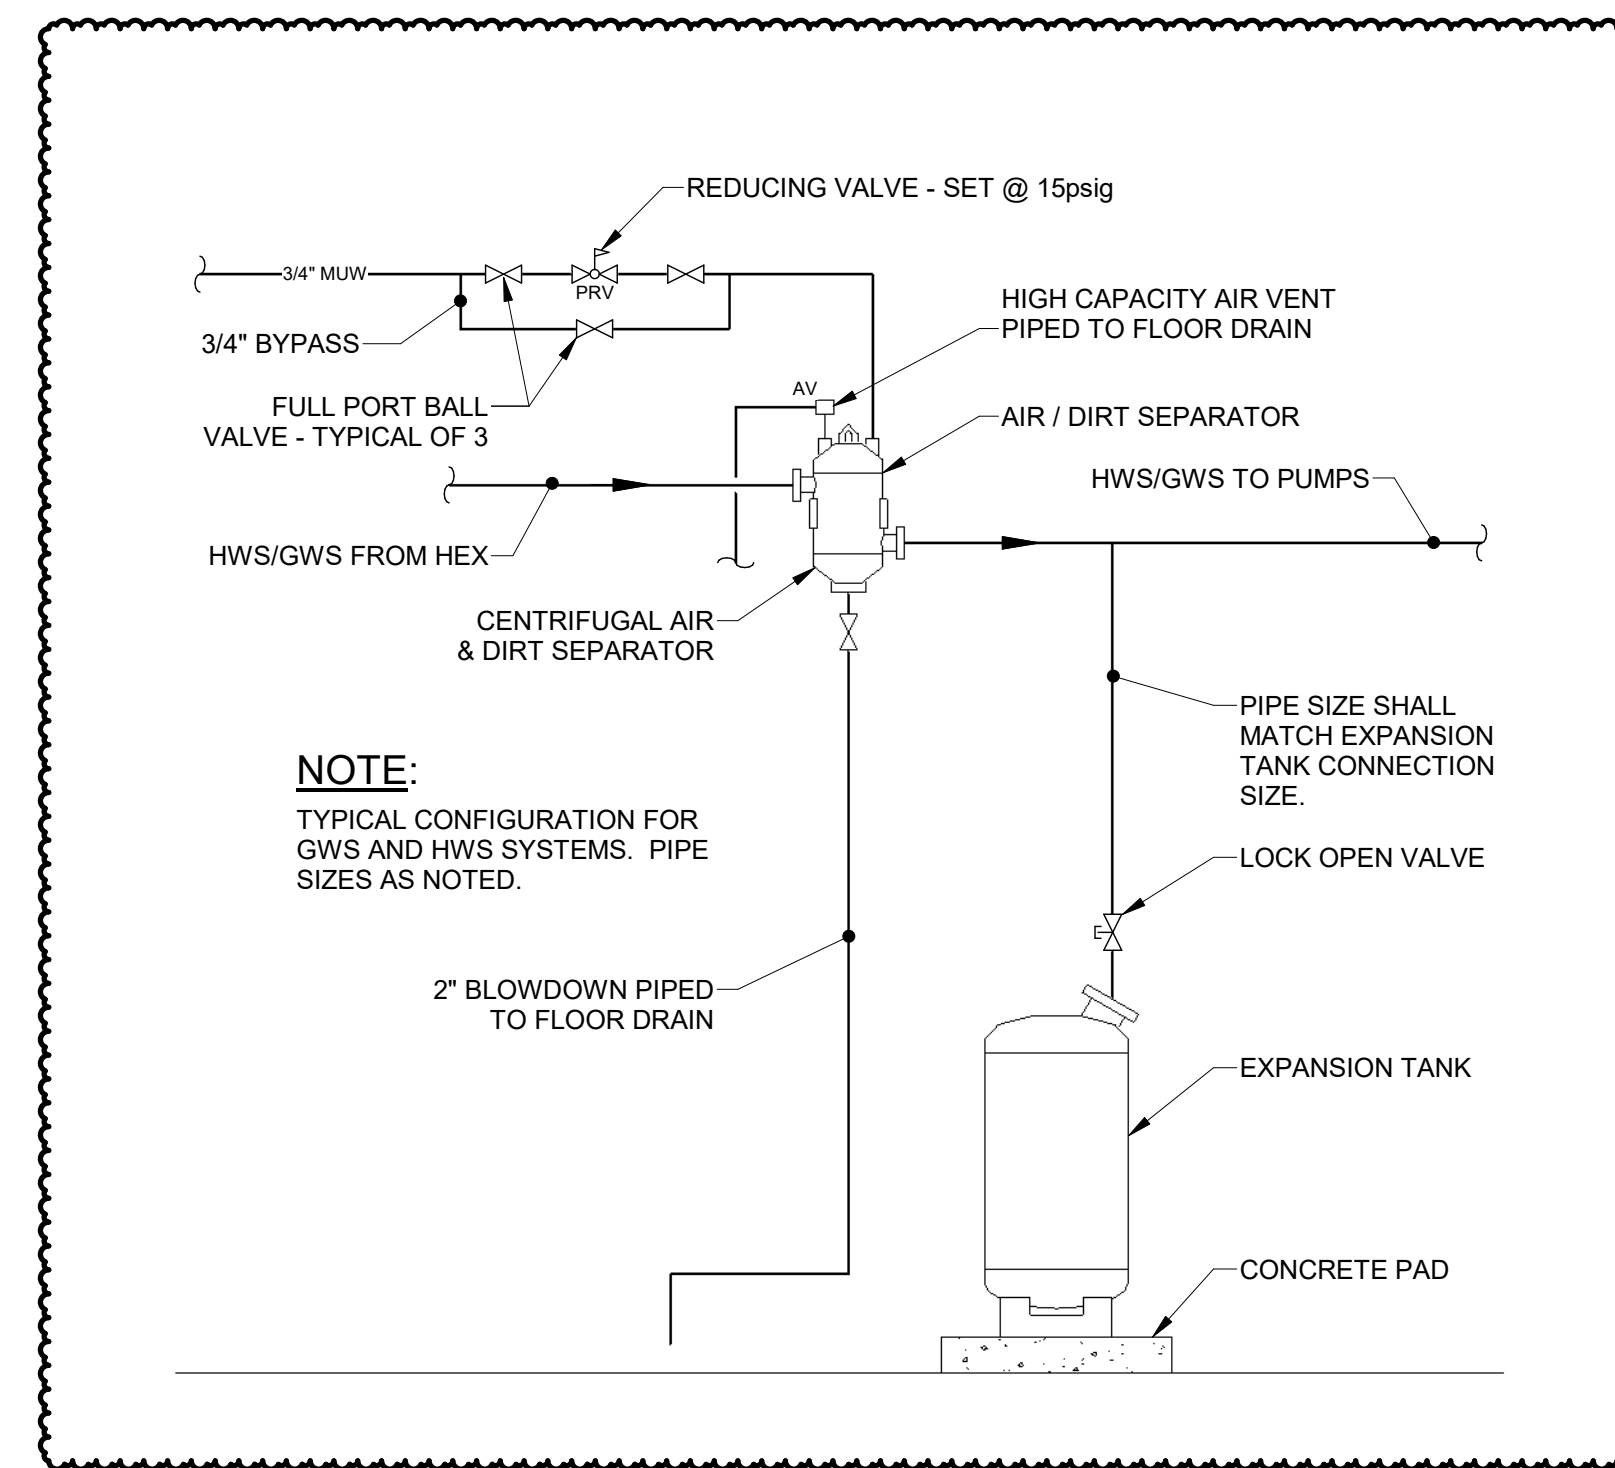 REDUCING VALVE - SET @ 15psig
3/4" MUW
PRV
3/4" BYPASS
FULL PORT BALL
VALVE - TYPICAL OF 3
HIGH CAPACITY AIR VENT
PIPED TO FLOOR DRAIN
AV
AIR / DIRT SEPARATOR
HWS/GWS TO PUMPS
HWS/GWS FROM HEX
CENTRIFUGAL AIR
& DIRT SEPARATOR
PIPE SIZE SHALL
MATCH EXPANSION
TANK CONNECTION
SIZE.
NOTE:
TYPICAL CONFIGURATION FOR
GWS AND HWS SYSTEMS. PIPE
SIZES AS NOTED.
LOCK OPEN VALVE
2" BLOWDOWN PIPED
TO FLOOR DRAIN
EXPANSION TANK
CONCRETE PAD